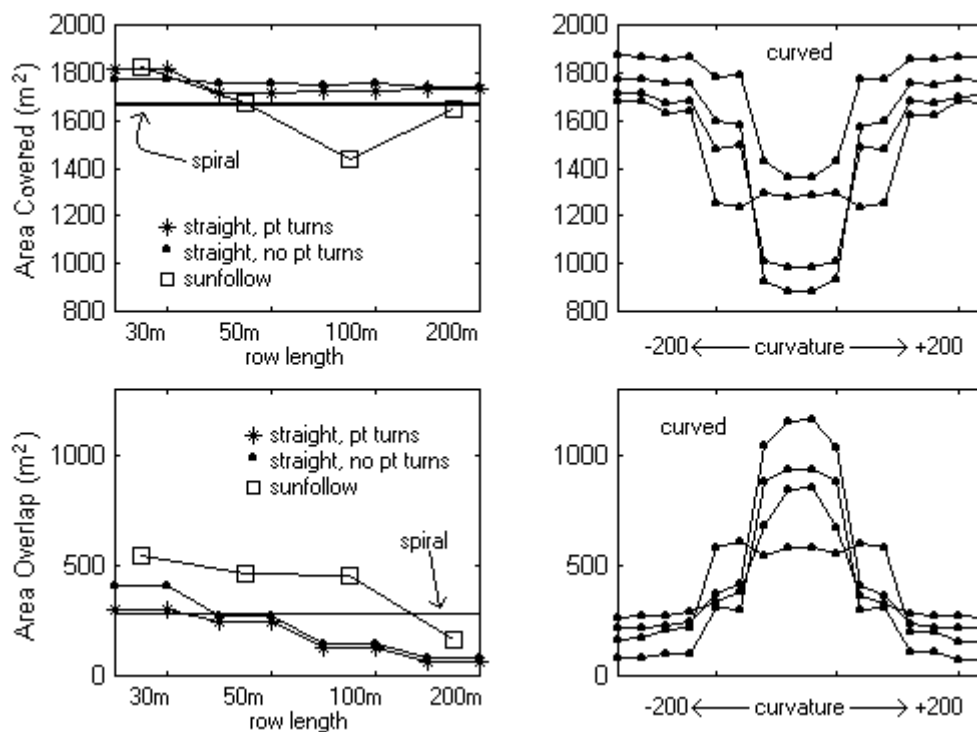 Area Covered (m²)
2000
1800
1600
1400
1200
1000
800
spiral
straight, pt turns
straight, no pt turns
sunfollow
30m 50m 100m 200m
row length
2000
1800
1600
1400
1200
1000
800
curved
-200 curvature +200
Area Overlap (m²)
1000
500
0
straight, pt turns
straight, no pt turns
sunfollow
spiral
30m 50m 100m 200m
row length
1000
500
0
curved
-200 curvature +200